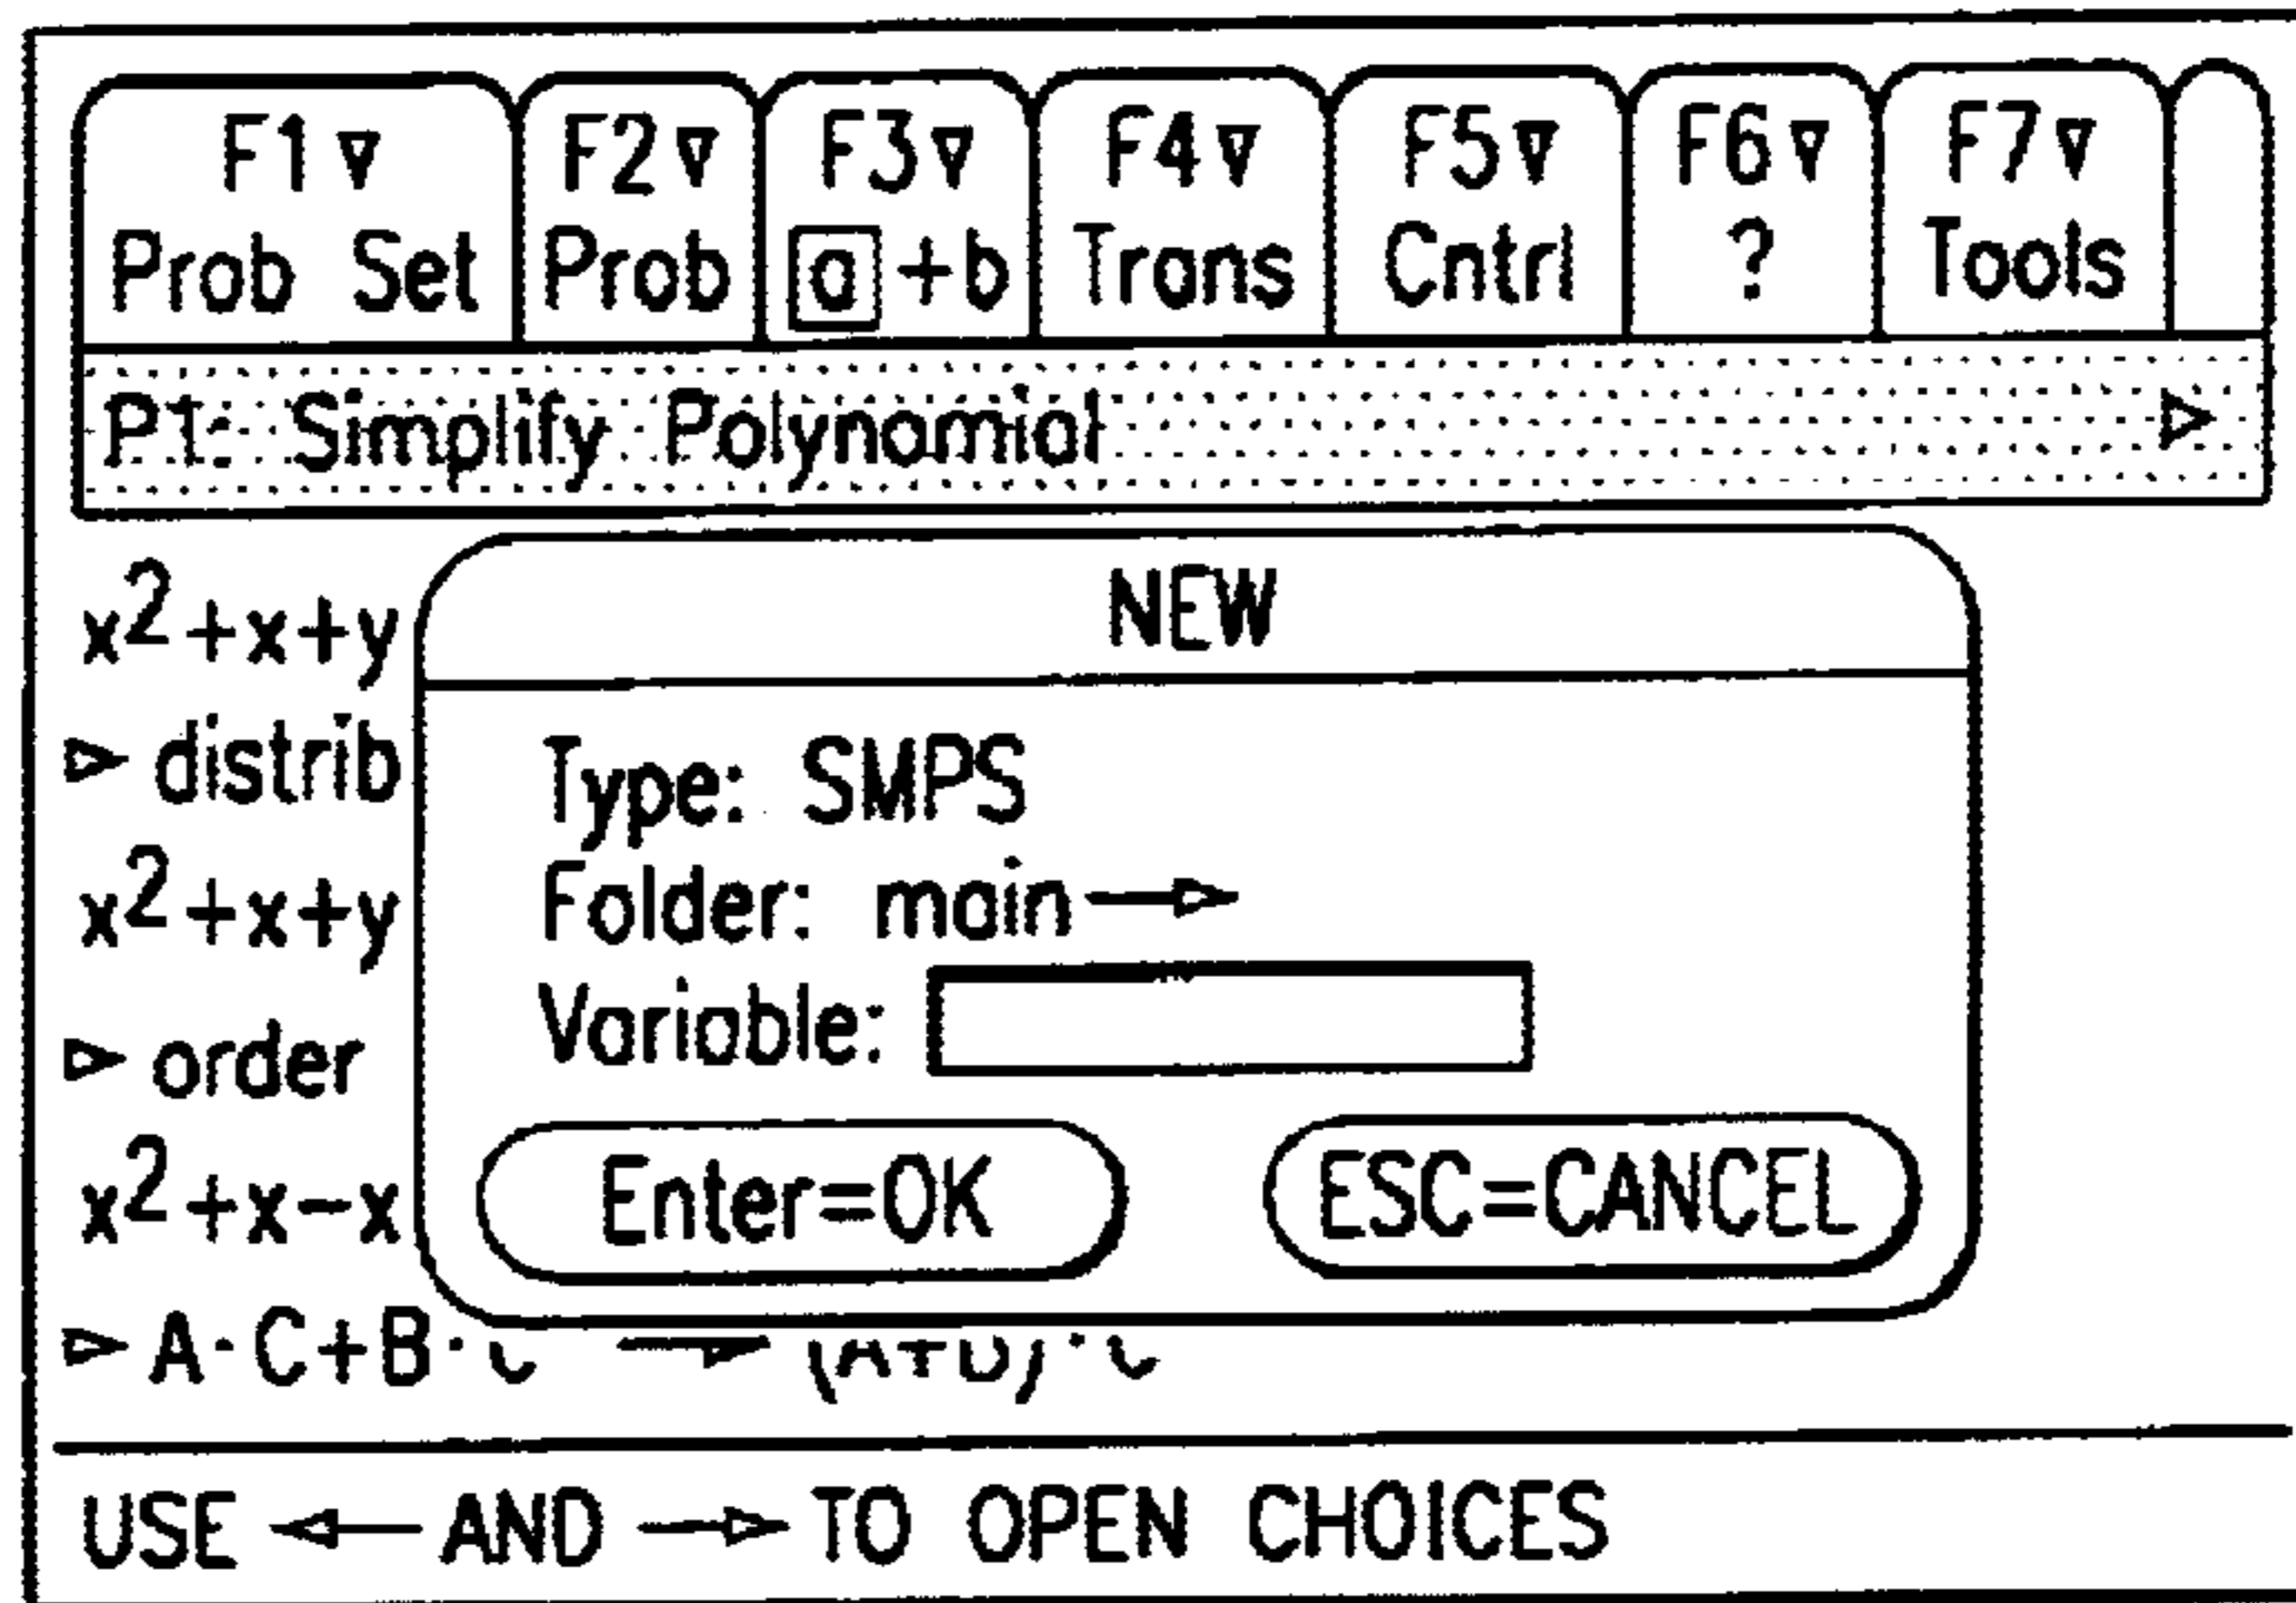 F1 ▿ F2 ▿ F3 ▿ F4 ▿ F5 ▿ F6 ▿ F7 ▿
Prob Set Prob a +b Trans Cntrl ? Tools
P1: Simplify Polynomial ▷
NEW
x²+x+y
▷ distrib
Type: SMPS
Folder: main →
x²+x+y
Variable:
▷ order
x²+x-x
Enter=OK ESC=CANCEL
▷ A·C+B·
USE ← AND → TO OPEN CHOICES